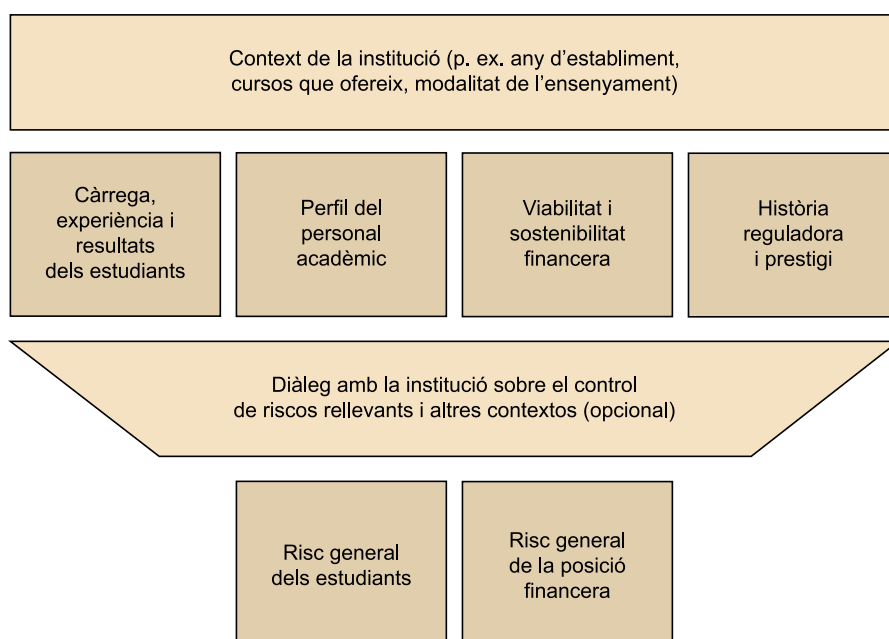 Context de la institució (p. ex. any d’establiment,
cursos que ofereix, modalitat de l’ensenyament)
Càrrega,
experiència i
resultats
dels estudiants
Perfil del
personal
acadèmic
Viabilitat i
sostenibilitat
financera
Història
reguladora
i prestigi
Diàleg amb la institució sobre el control
de riscos rellevants i altres contextos (opcional)
Risc general
dels estudiants
Risc general
de la posició
financera